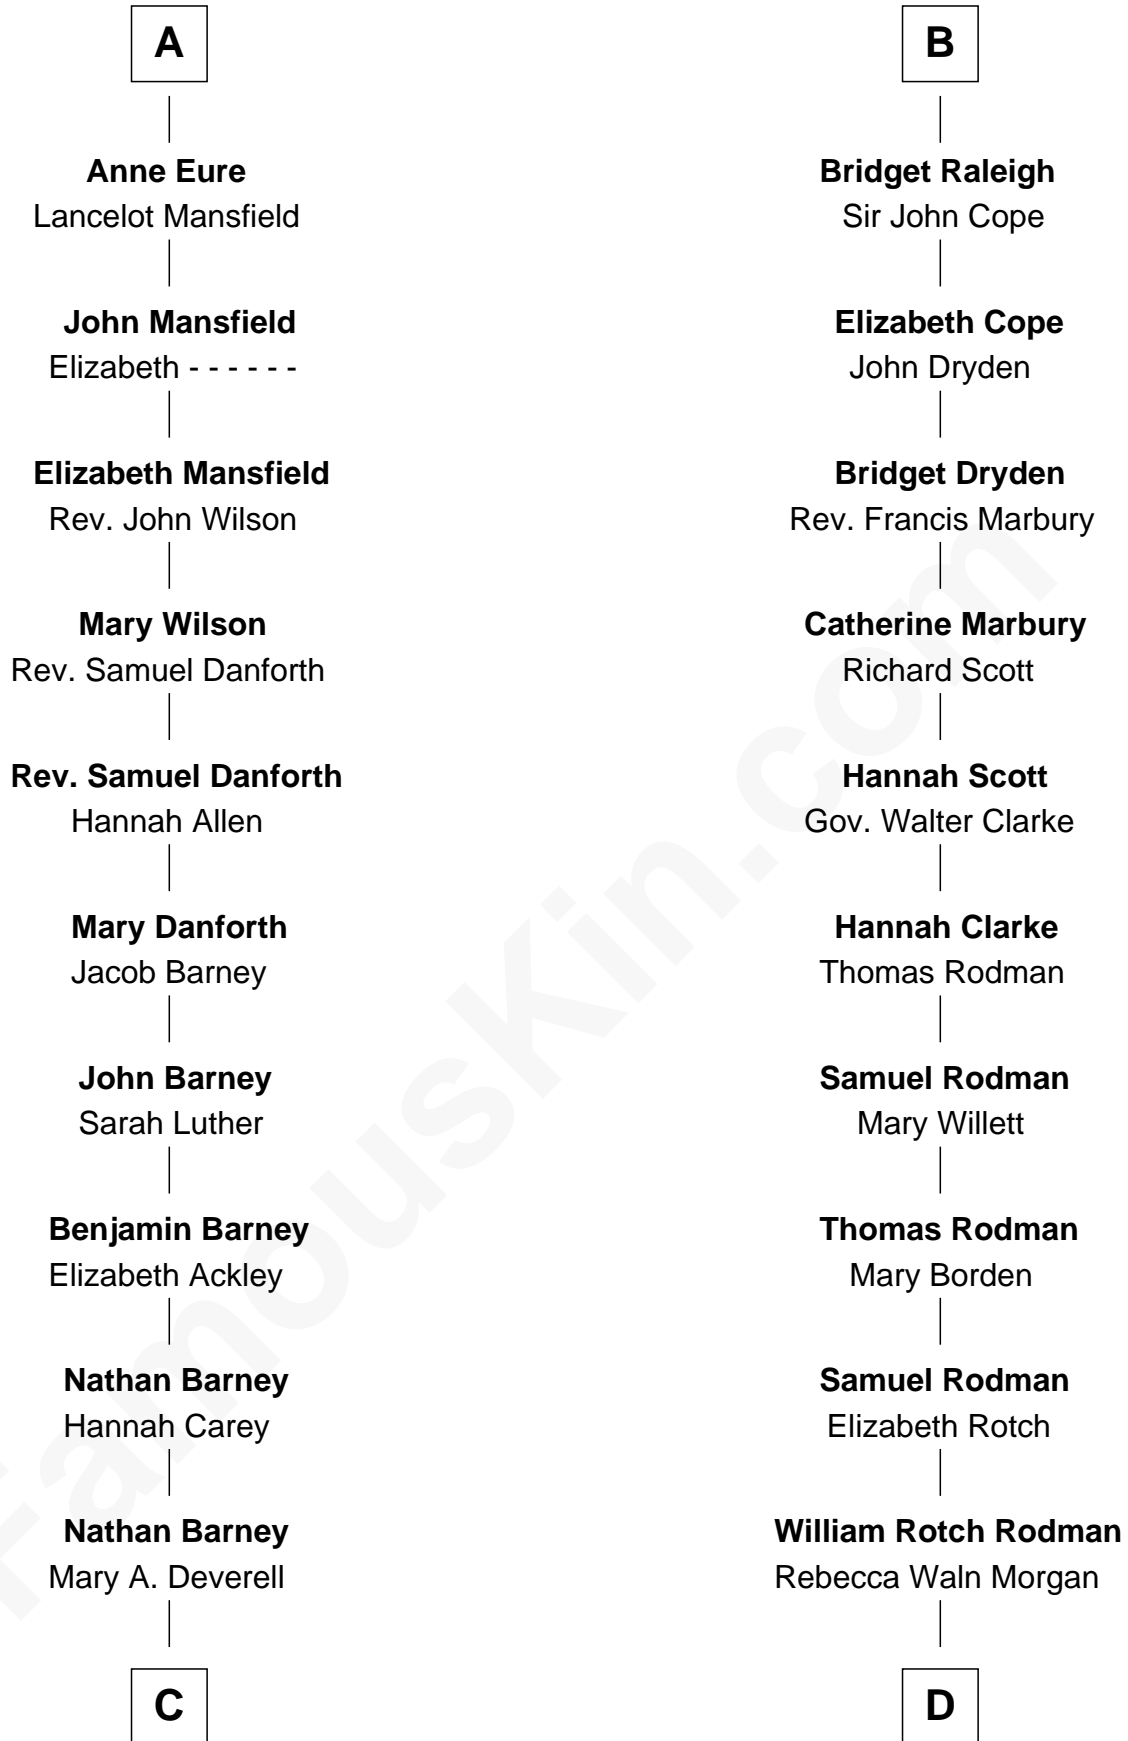 A
Anne Eure
Lancelot Mansfield
John Mansfield
Elizabeth - - - - - -
Elizabeth Mansfield
Rev. John Wilson
Mary Wilson
Rev. Samuel Danforth
Rev. Samuel Danforth
Hannah Allen
Mary Danforth
Jacob Barney
John Barney
Sarah Luther
Benjamin Barney
Elizabeth Ackley
Nathan Barney
Hannah Carey
Nathan Barney
Mary A. Deverell
C
B
Bridget Raleigh
Sir John Cope
Elizabeth Cope
John Dryden
Bridget Dryden
Rev. Francis Marbury
Catherine Marbury
Richard Scott
Hannah Scott
Gov. Walter Clarke
Hannah Clarke
Thomas Rodman
Samuel Rodman
Mary Willett
Thomas Rodman
Mary Borden
Samuel Rodman
Elizabeth Rotch
William Rotch Rodman
Rebecca Waln Morgan
D
FamousKin.com